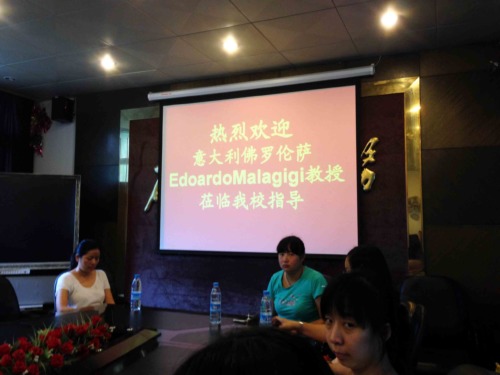 热烈欢迎
意大利佛罗伦萨
EdoardoMalagigi教授
莅临我校指导